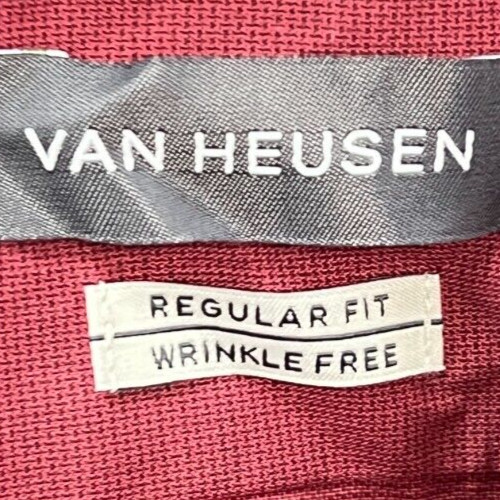 VAN HEUSEN
REGULAR FIT
WRINKLE FREE